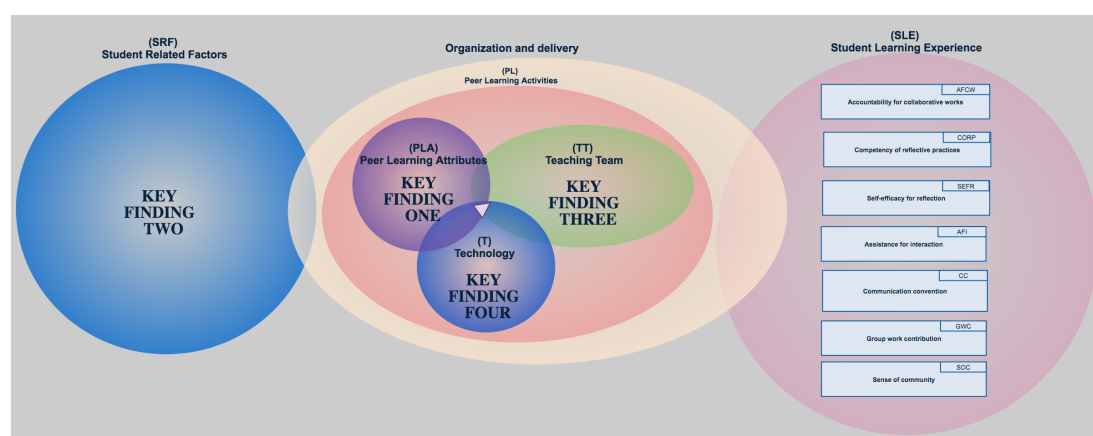 (SRF)
Student Related Factors
KEY
FINDING
TWO
Organization and delivery
(PL)
Peer Learning Activities
(PLA)
Peer Learning Attributes
KEY
FINDING
ONE
(TT)
Teaching Team
KEY
FINDING
THREE
(T)
Technology
KEY
FINDING
FOUR
(SLE)
Student Learning Experience
AFCW
Accountability for collaborative works
CORP
Competency of reflective practices
SEFR
Self-efficacy for reflection
AFI
Assistance for interaction
CC
Communication convention
GWC
Group work contribution
SOC
Sense of community